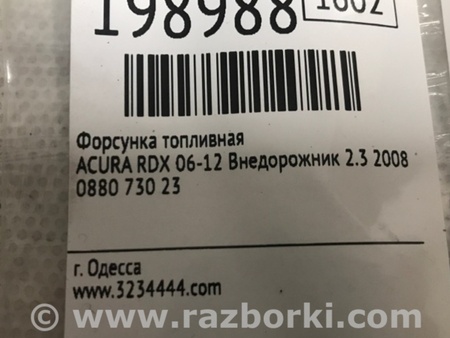 198988
1602
Форсунка топливная
ACURA RDX 06-12 Внедорожник 2.3 2008
0880 730 23
г. Одесса
www.3234444.com
© www.razborki.com